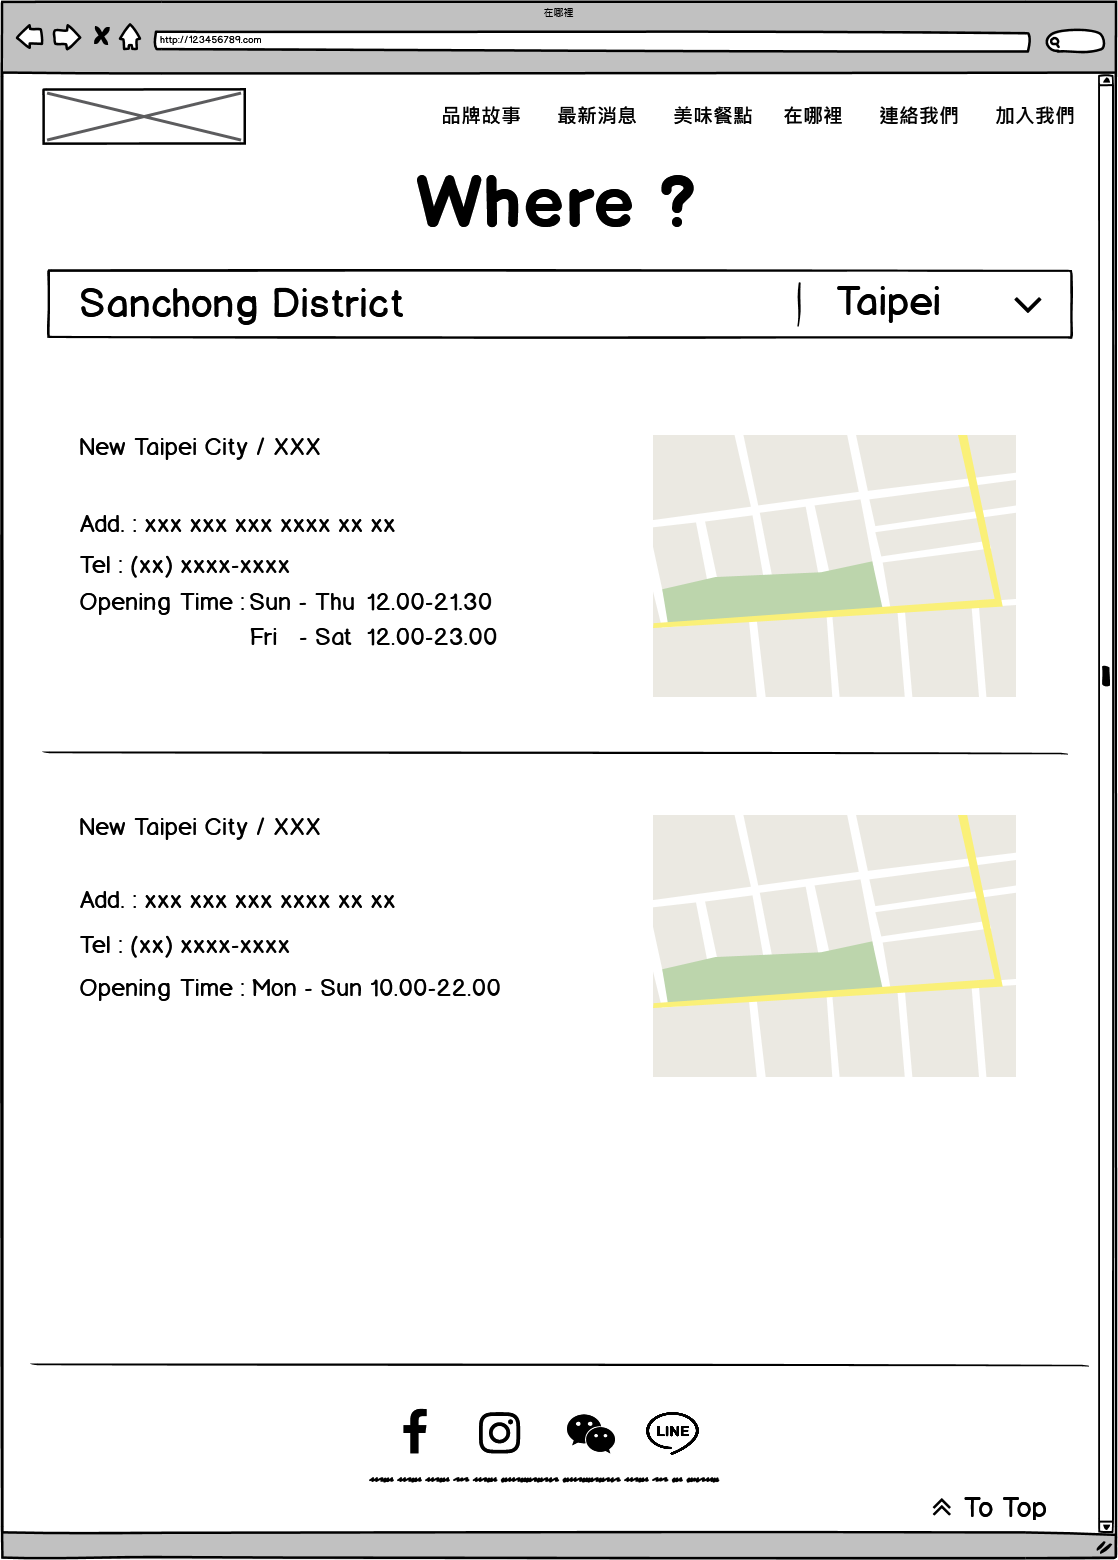 在哪裡
http://123456789.com
品牌故事 最新消息 美味餐點 在哪裡 連絡我們 加入我們
Where ?
Sanchong District Taipei
New Taipei City / XXX
Add. : xxx xxx xxx xxxx xx xx
Tel : (xx) xxxx-xxxx
Opening Time : Sun - Thu 12.00-21.30
Fri - Sat 12.00-23.00
New Taipei City / XXX
Add. : xxx xxx xxx xxxx xx xx
Tel : (xx) xxxx-xxxx
Opening Time : Mon - Sun 10.00-22.00
LINE
To Top